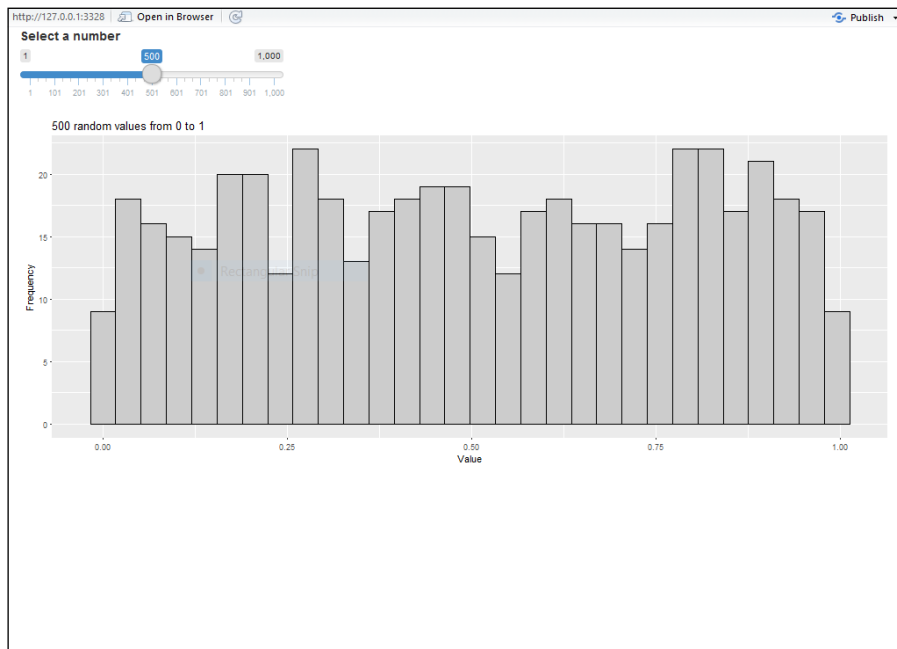 http://127.0.0.1:3328 Open in Browser Publish
Select a number
1 500 1,000
1 101 201 301 401 501 601 701 801 901 1,000
500 random values from 0 to 1
20
15
Rectangular Snip
Frequency
10
5
0
0.00 0.25 0.50 0.75 1.00
Value